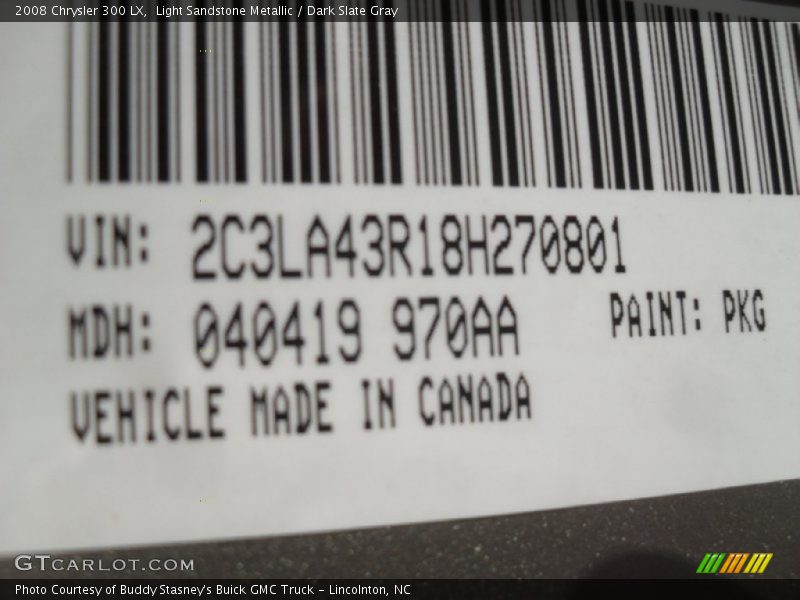 2008 Chrysler 300 LX, Light Sandstone Metallic / Dark Slate Gray
VIN: 2C3LA43R18H270801
MDH: 040419 970AA PAINT: PKG
VEHICLE MADE IN CANADA
GTCARLOT.COM
Photo Courtesy of Buddy Stasney's Buick GMC Truck - Lincolnton, NC